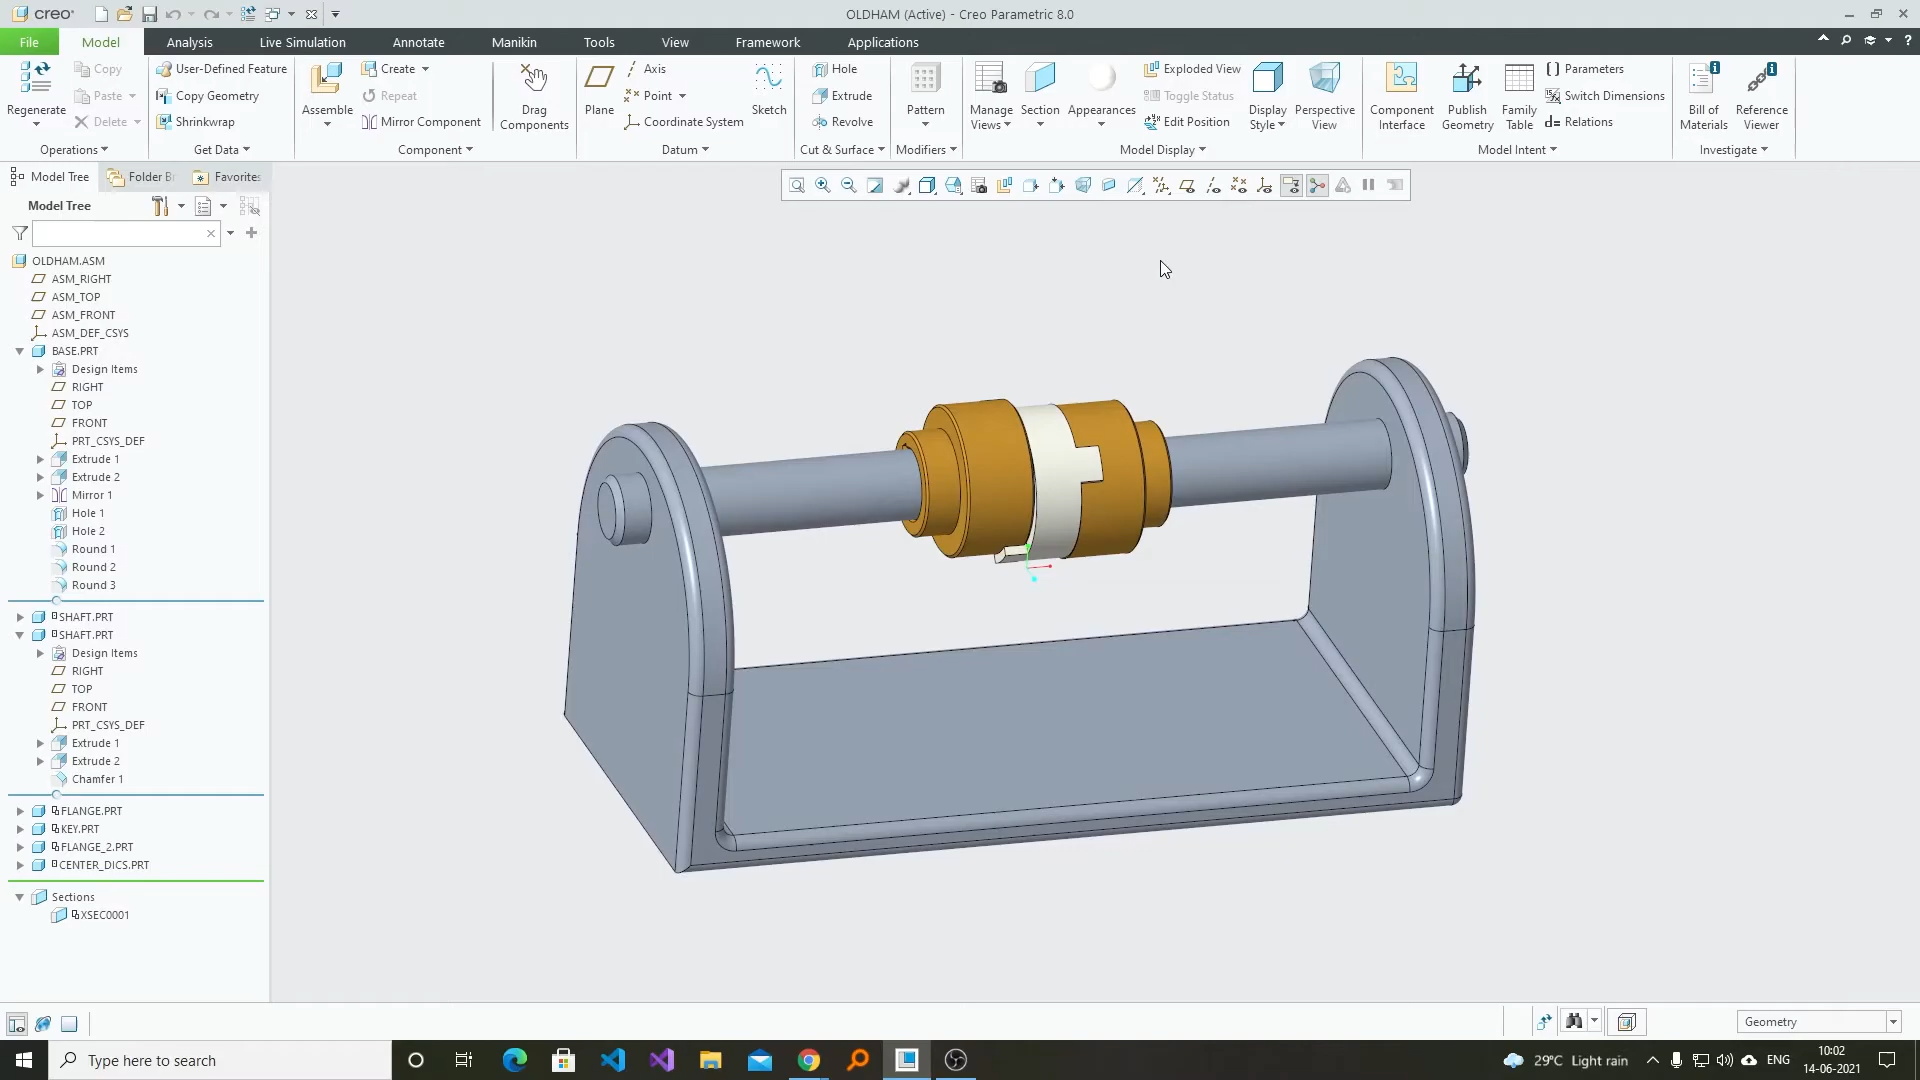 creo
OLDHAM (Active) - Creo Parametric 8.0
File Model Analysis Live Simulation Annotate Manikin Tools View Framework Applications
Regenerate
Copy
Paste
Delete
Operations
User-Defined Feature
Copy Geometry
Shrinkwrap
Get Data
Assemble
Create
Repeat
Mirror Component
Drag
Components
Component
Plane
Axis
Point
Coordinate System
Sketch
Datum
Hole
Extrude
Revolve
Cut & Surface
Pattern
Modifiers
Manage
Views
Section
Appearances
Exploded View
Toggle Status
Edit Position
Display
Style
Perspective
View
Model Display
Component
Interface
Publish
Geometry
Family
Table
Parameters
Switch Dimensions
d= Relations
Model Intent
Bill of
Materials
Reference
Viewer
Investigate
Model Tree Folder Br Favorites
Model Tree
OLDHAM.ASM
ASM_RIGHT
ASM_TOP
ASM_FRONT
ASM_DEF_CSYS
BASE.PRT
Design Items
RIGHT
TOP
FRONT
PRT_CSYS_DEF
Extrude 1
Extrude 2
Mirror 1
Hole 1
Hole 2
Round 1
Round 2
Round 3
SHAFT.PRT
SHAFT.PRT
Design Items
RIGHT
TOP
FRONT
PRT_CSYS_DEF
Extrude 1
Extrude 2
Chamfer 1
FLANGE.PRT
KEY.PRT
FLANGE_2.PRT
CENTER_DICS.PRT
Sections
XSEC0001
Geometry
Type here to search
29°C Light rain
ENG
10:02
14-06-2021